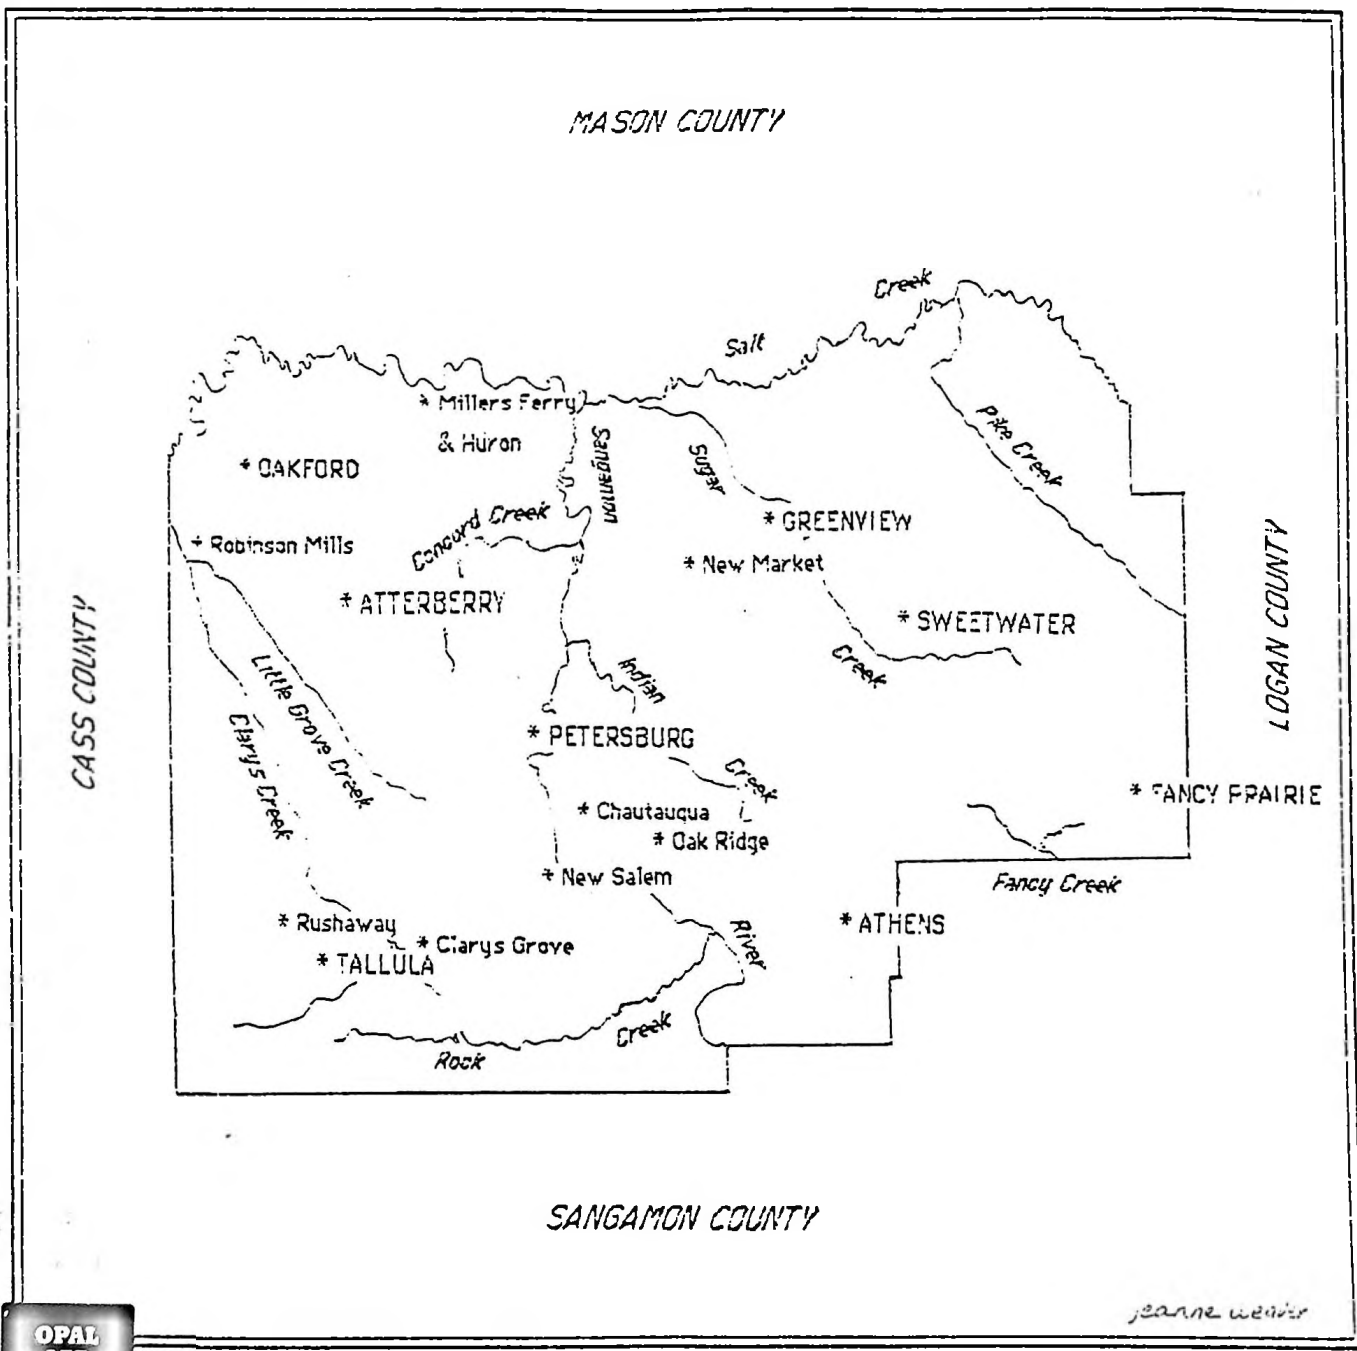 MASON COUNTY
Creek
Salt
* Millers Ferry
& Huron
Sangamon
Sugar
Pike Creek
* OAKFORD
Concord Creek
* GREENVIEW
* Robinson Mills
* New Market
* ATTERBERRY
* SWEETWATER
Creek
CASS COUNTY
LOGAN COUNTY
Little Grove Creek
Clarys Creek
Indian
* PETERSBURG
Creek
* Chautauqua
* Oak Ridge
* FANCY PRAIRIE
* New Salem
Fancy Creek
* Rushaway
* Clarys Grove
River
* ATHENS
* TALLULA
Creek
Rock
SANGAMON COUNTY
jeanne weaver
OPAL